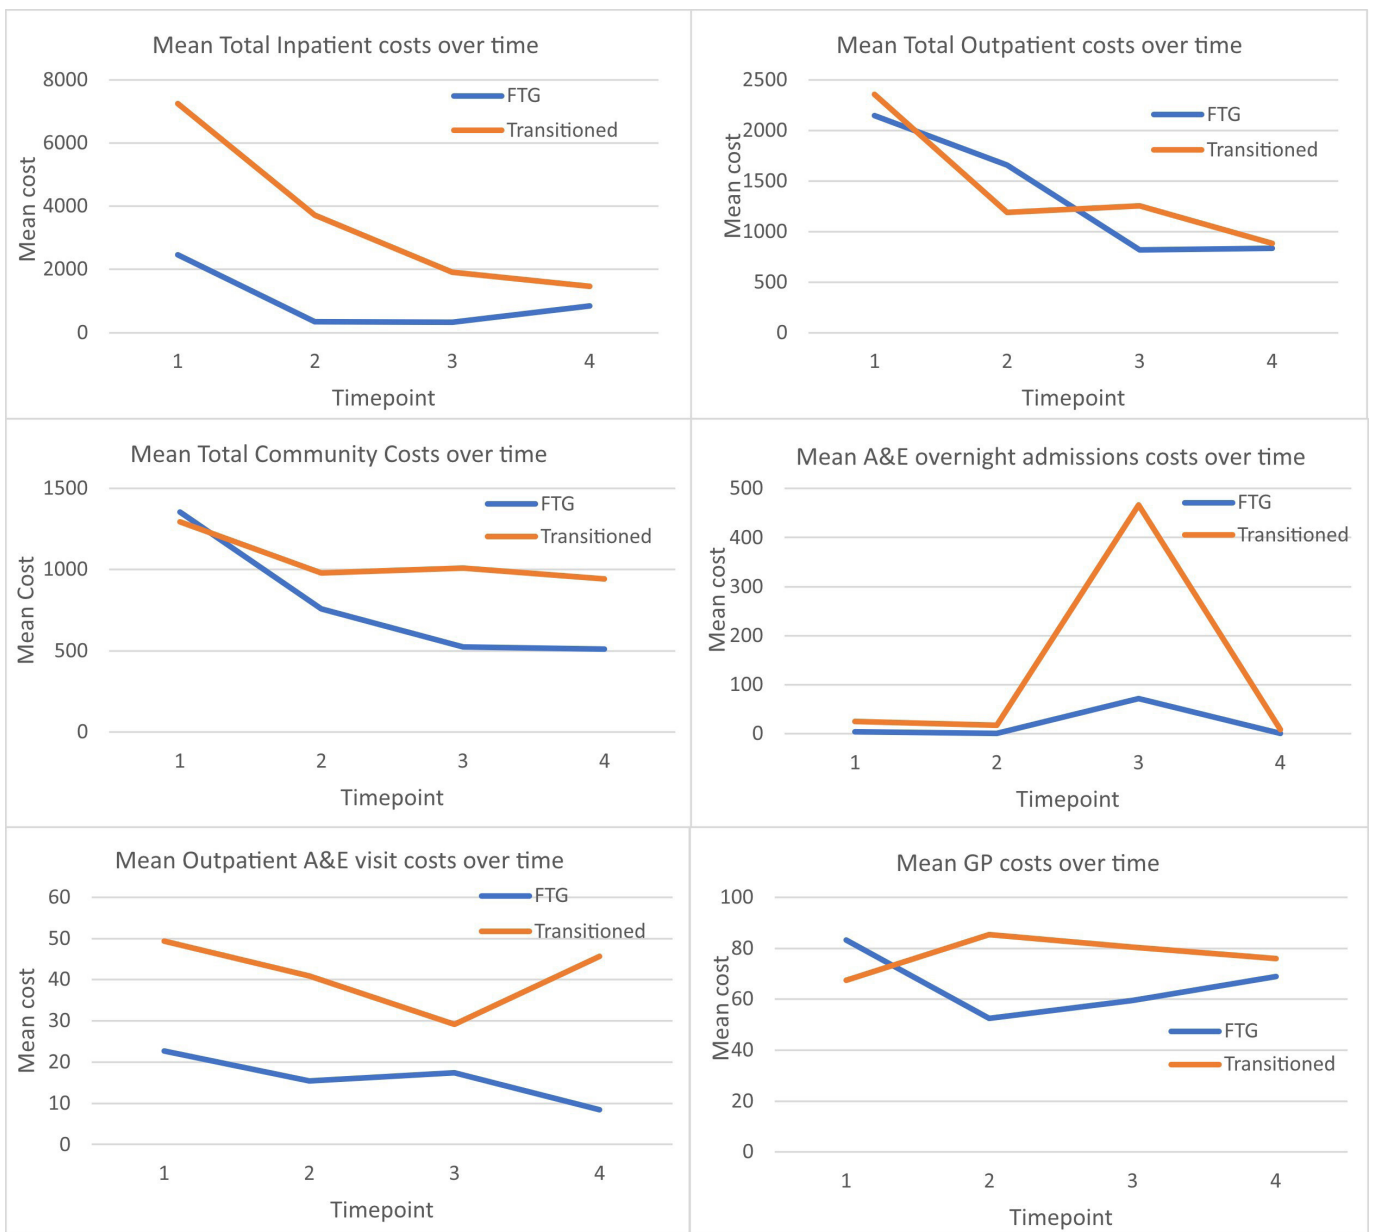 Mean Total Inpatient costs over time
8000
6000
4000
2000
0
Mean cost
FTG
Transitioned
1 2 3 4
Timepoint
Mean Total Outpatient costs over time
2500
2000
1500
1000
500
0
Mean cost
FTG
Transitioned
1 2 3 4
Timepoint
Mean Total Community Costs over time
1500
1000
500
0
Mean Cost
FTG
Transitioned
1 2 3 4
Timepoint
Mean A&E overnight admissions costs over time
500
400
300
200
100
0
Mean cost
FTG
Transitioned
1 2 3 4
Timepoint
Mean Outpatient A&E visit costs over time
60
50
40
30
20
10
0
Mean cost
FTG
Transitioned
1 2 3 4
Timepoint
Mean GP costs over time
100
80
60
40
20
0
Mean cost
FTG
Transitioned
1 2 3 4
Timepoint